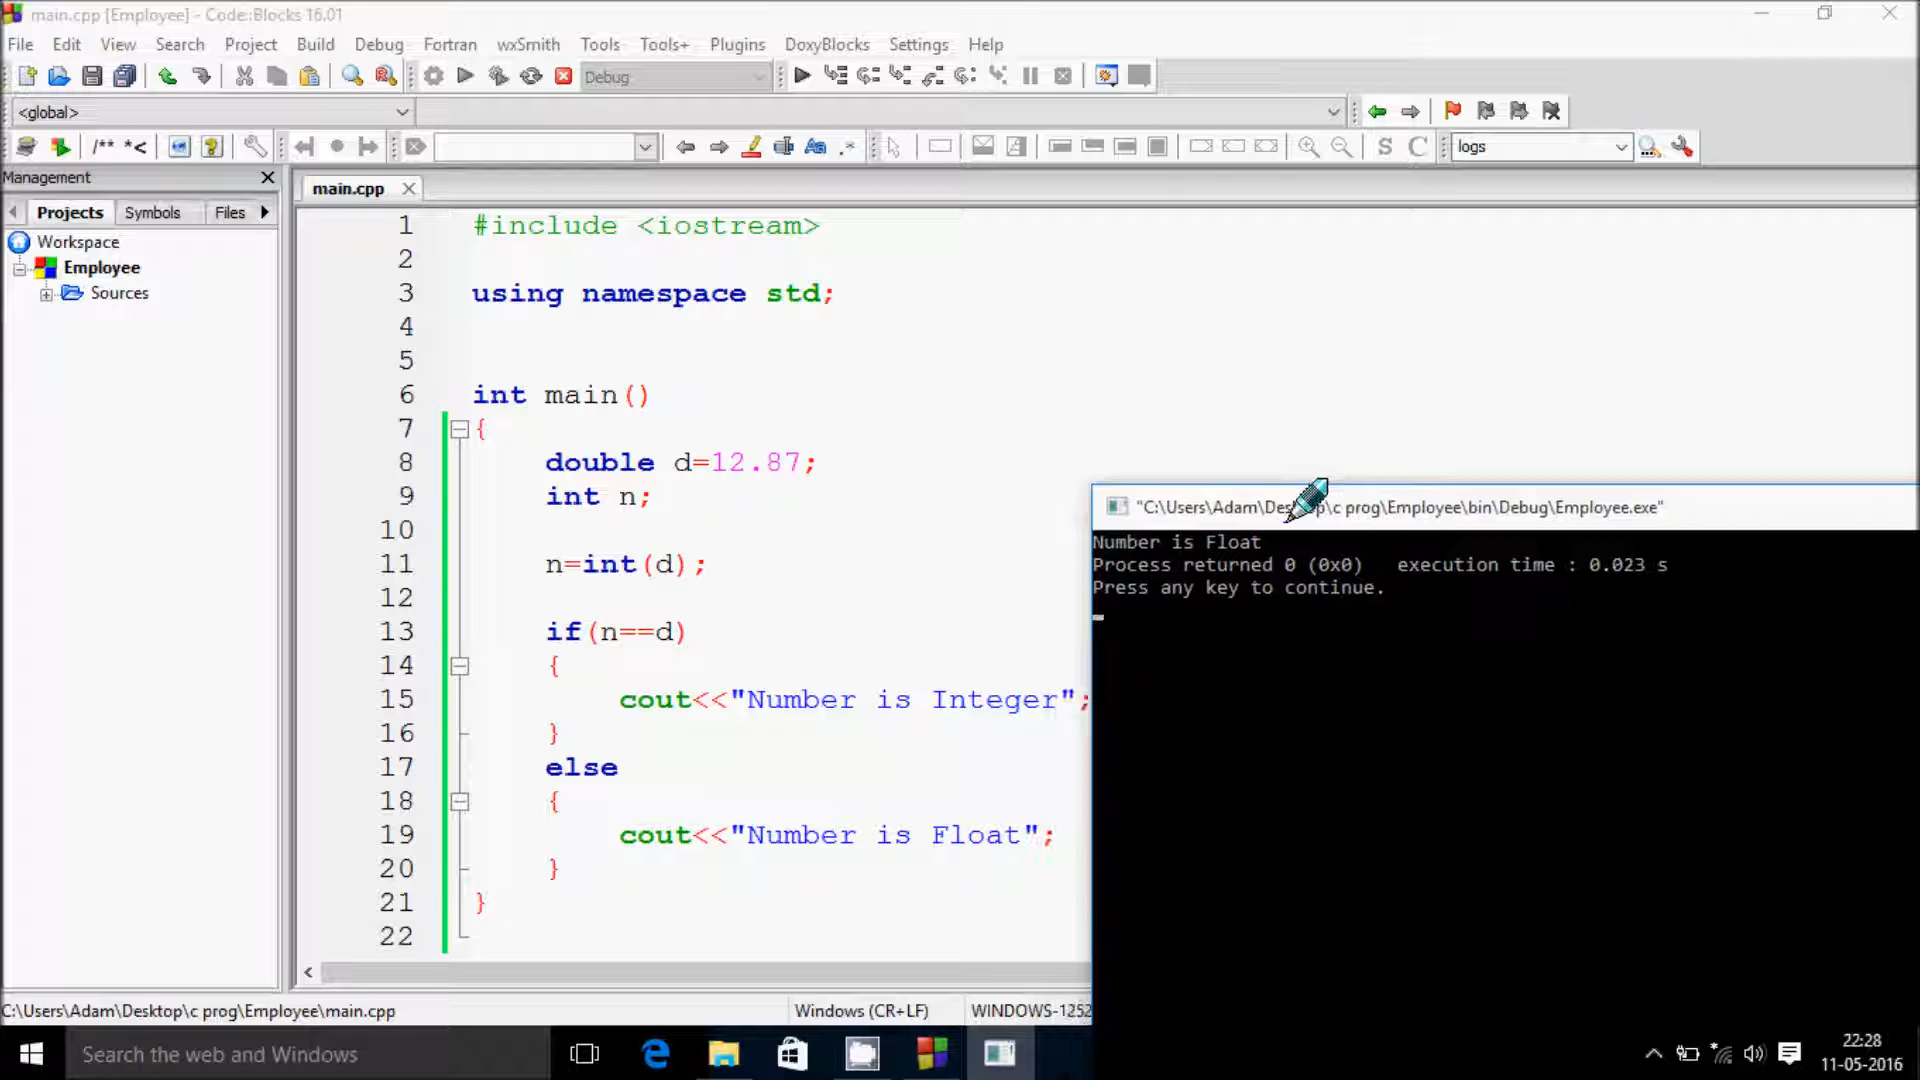 main.cpp [Employee] - Code::Blocks 16.01
File Edit View Search Project Build Debug Fortran wxSmith Tools Tools+ Plugins DoxyBlocks Settings Help
Debug
<global>
/** *< Aa .* S C logs
Management
Projects Symbols Files
main.cpp
Workspace
Employee
Sources
1 #include <iostream>
2
3 using namespace std;
4
5
6 int main()
7 {
8 double d=12.87;
9 int n;
10
11 n=int(d);
12
13 if(n==d)
14 {
15 cout<<"Number is Integer";
16 }
17 else
18 {
19 cout<<"Number is Float";
20 }
21 }
22
"C:\Users\Adam\Desktop\c prog\Employee\bin\Debug\Employee.exe"
Number is Float
Process returned 0 (0x0) execution time : 0.023 s
Press any key to continue.
C:\Users\Adam\Desktop\c prog\Employee\main.cpp Windows (CR+LF) WINDOWS-1252
Search the web and Windows
22:28
11-05-2016